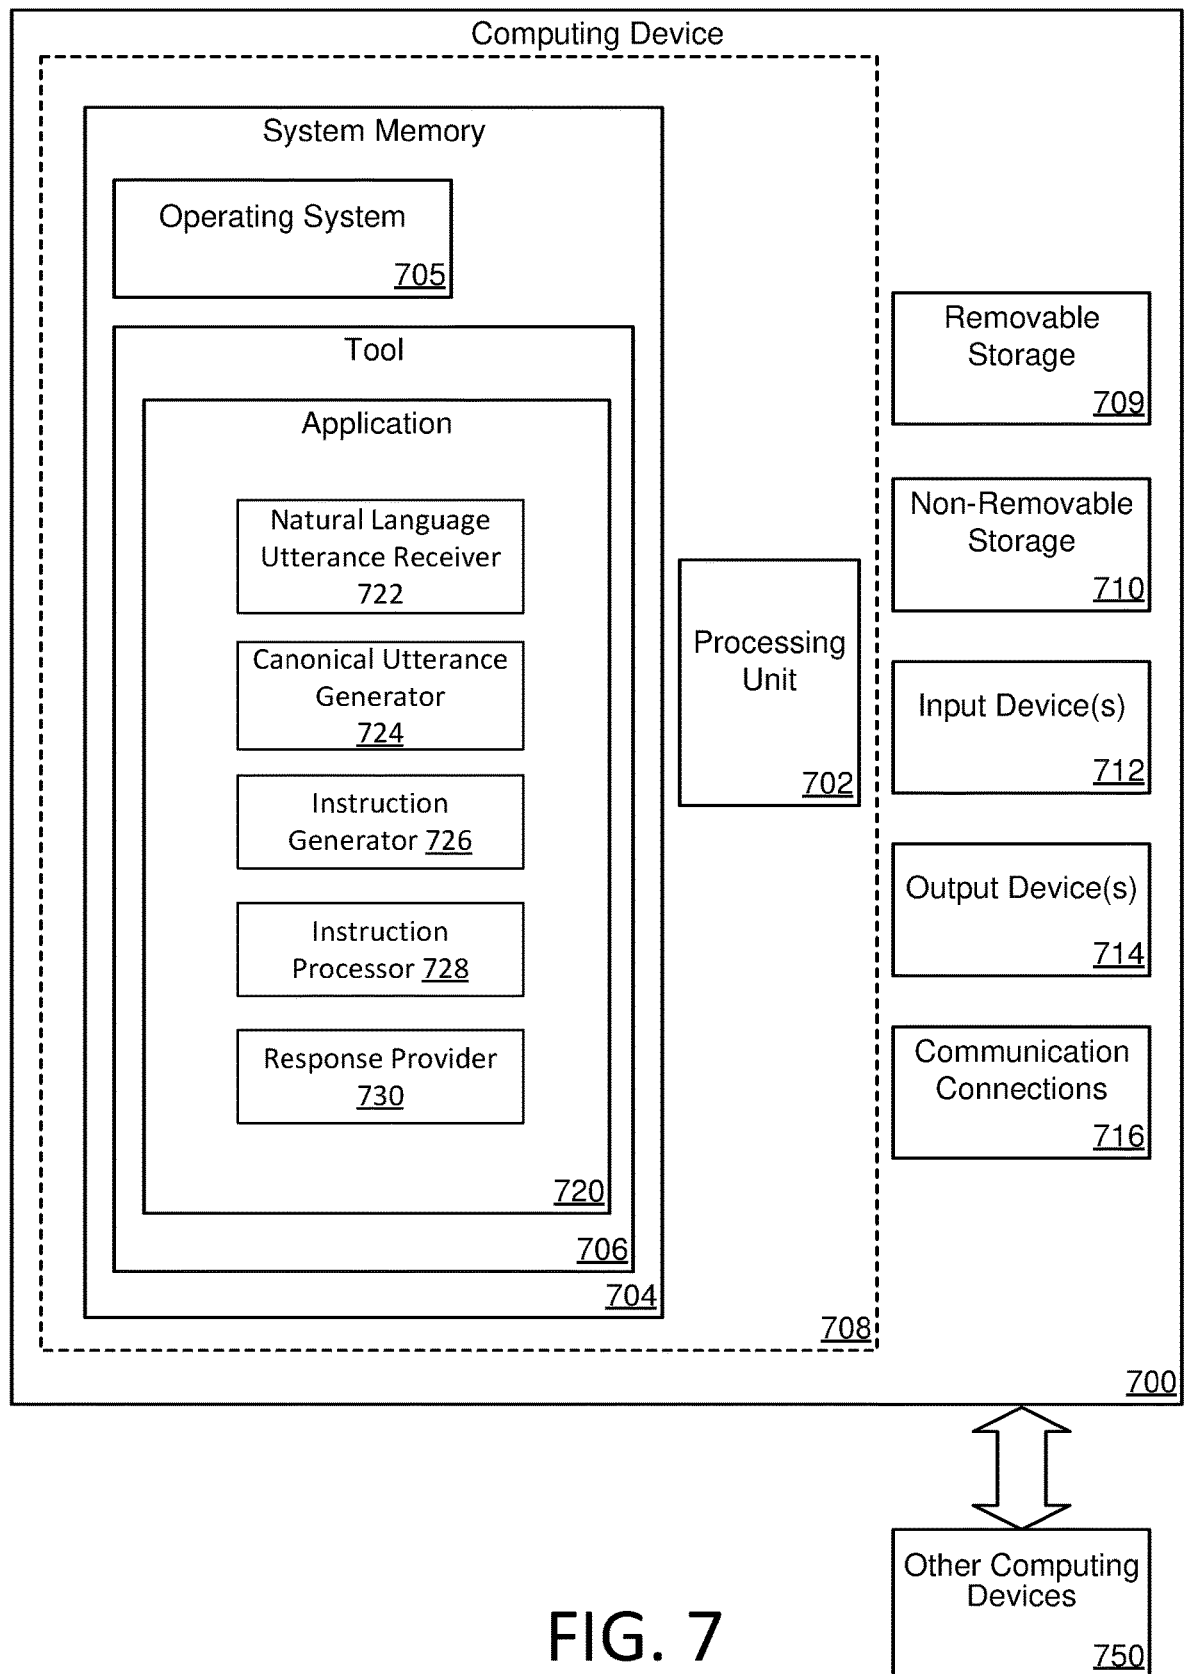 Computing Device
System Memory
Operating System
705
Tool
Application
Natural Language
Utterance Receiver
722
Canonical Utterance
Generator
724
Instruction
Generator 726
Instruction
Processor 728
Response Provider
730
720
706
704
Processing
Unit
702
708
Removable
Storage
709
Non-Removable
Storage
710
Input Device(s)
712
Output Device(s)
714
Communication
Connections
716
700
Other Computing
Devices
750
FIG. 7